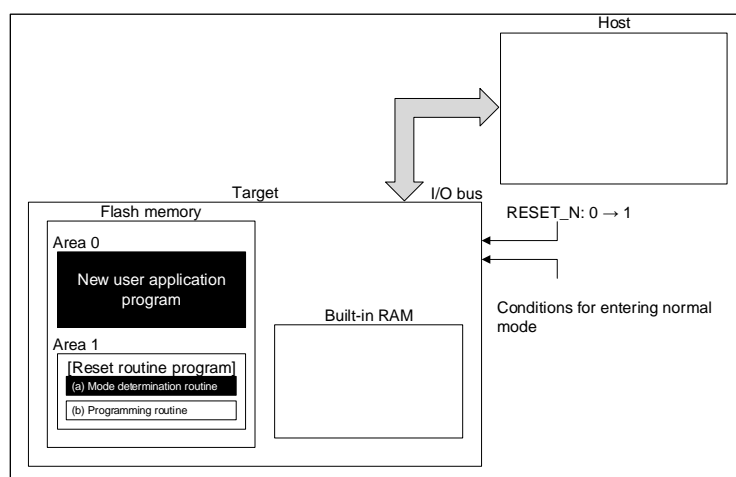 Host
Target
I/O bus
Flash memory
RESET_N: 0 → 1
Area 0
New user application
program
Conditions for entering normal
mode
Built-in RAM
Area 1
[Reset routine program]
(a) Mode determination routine
(b) Programming routine